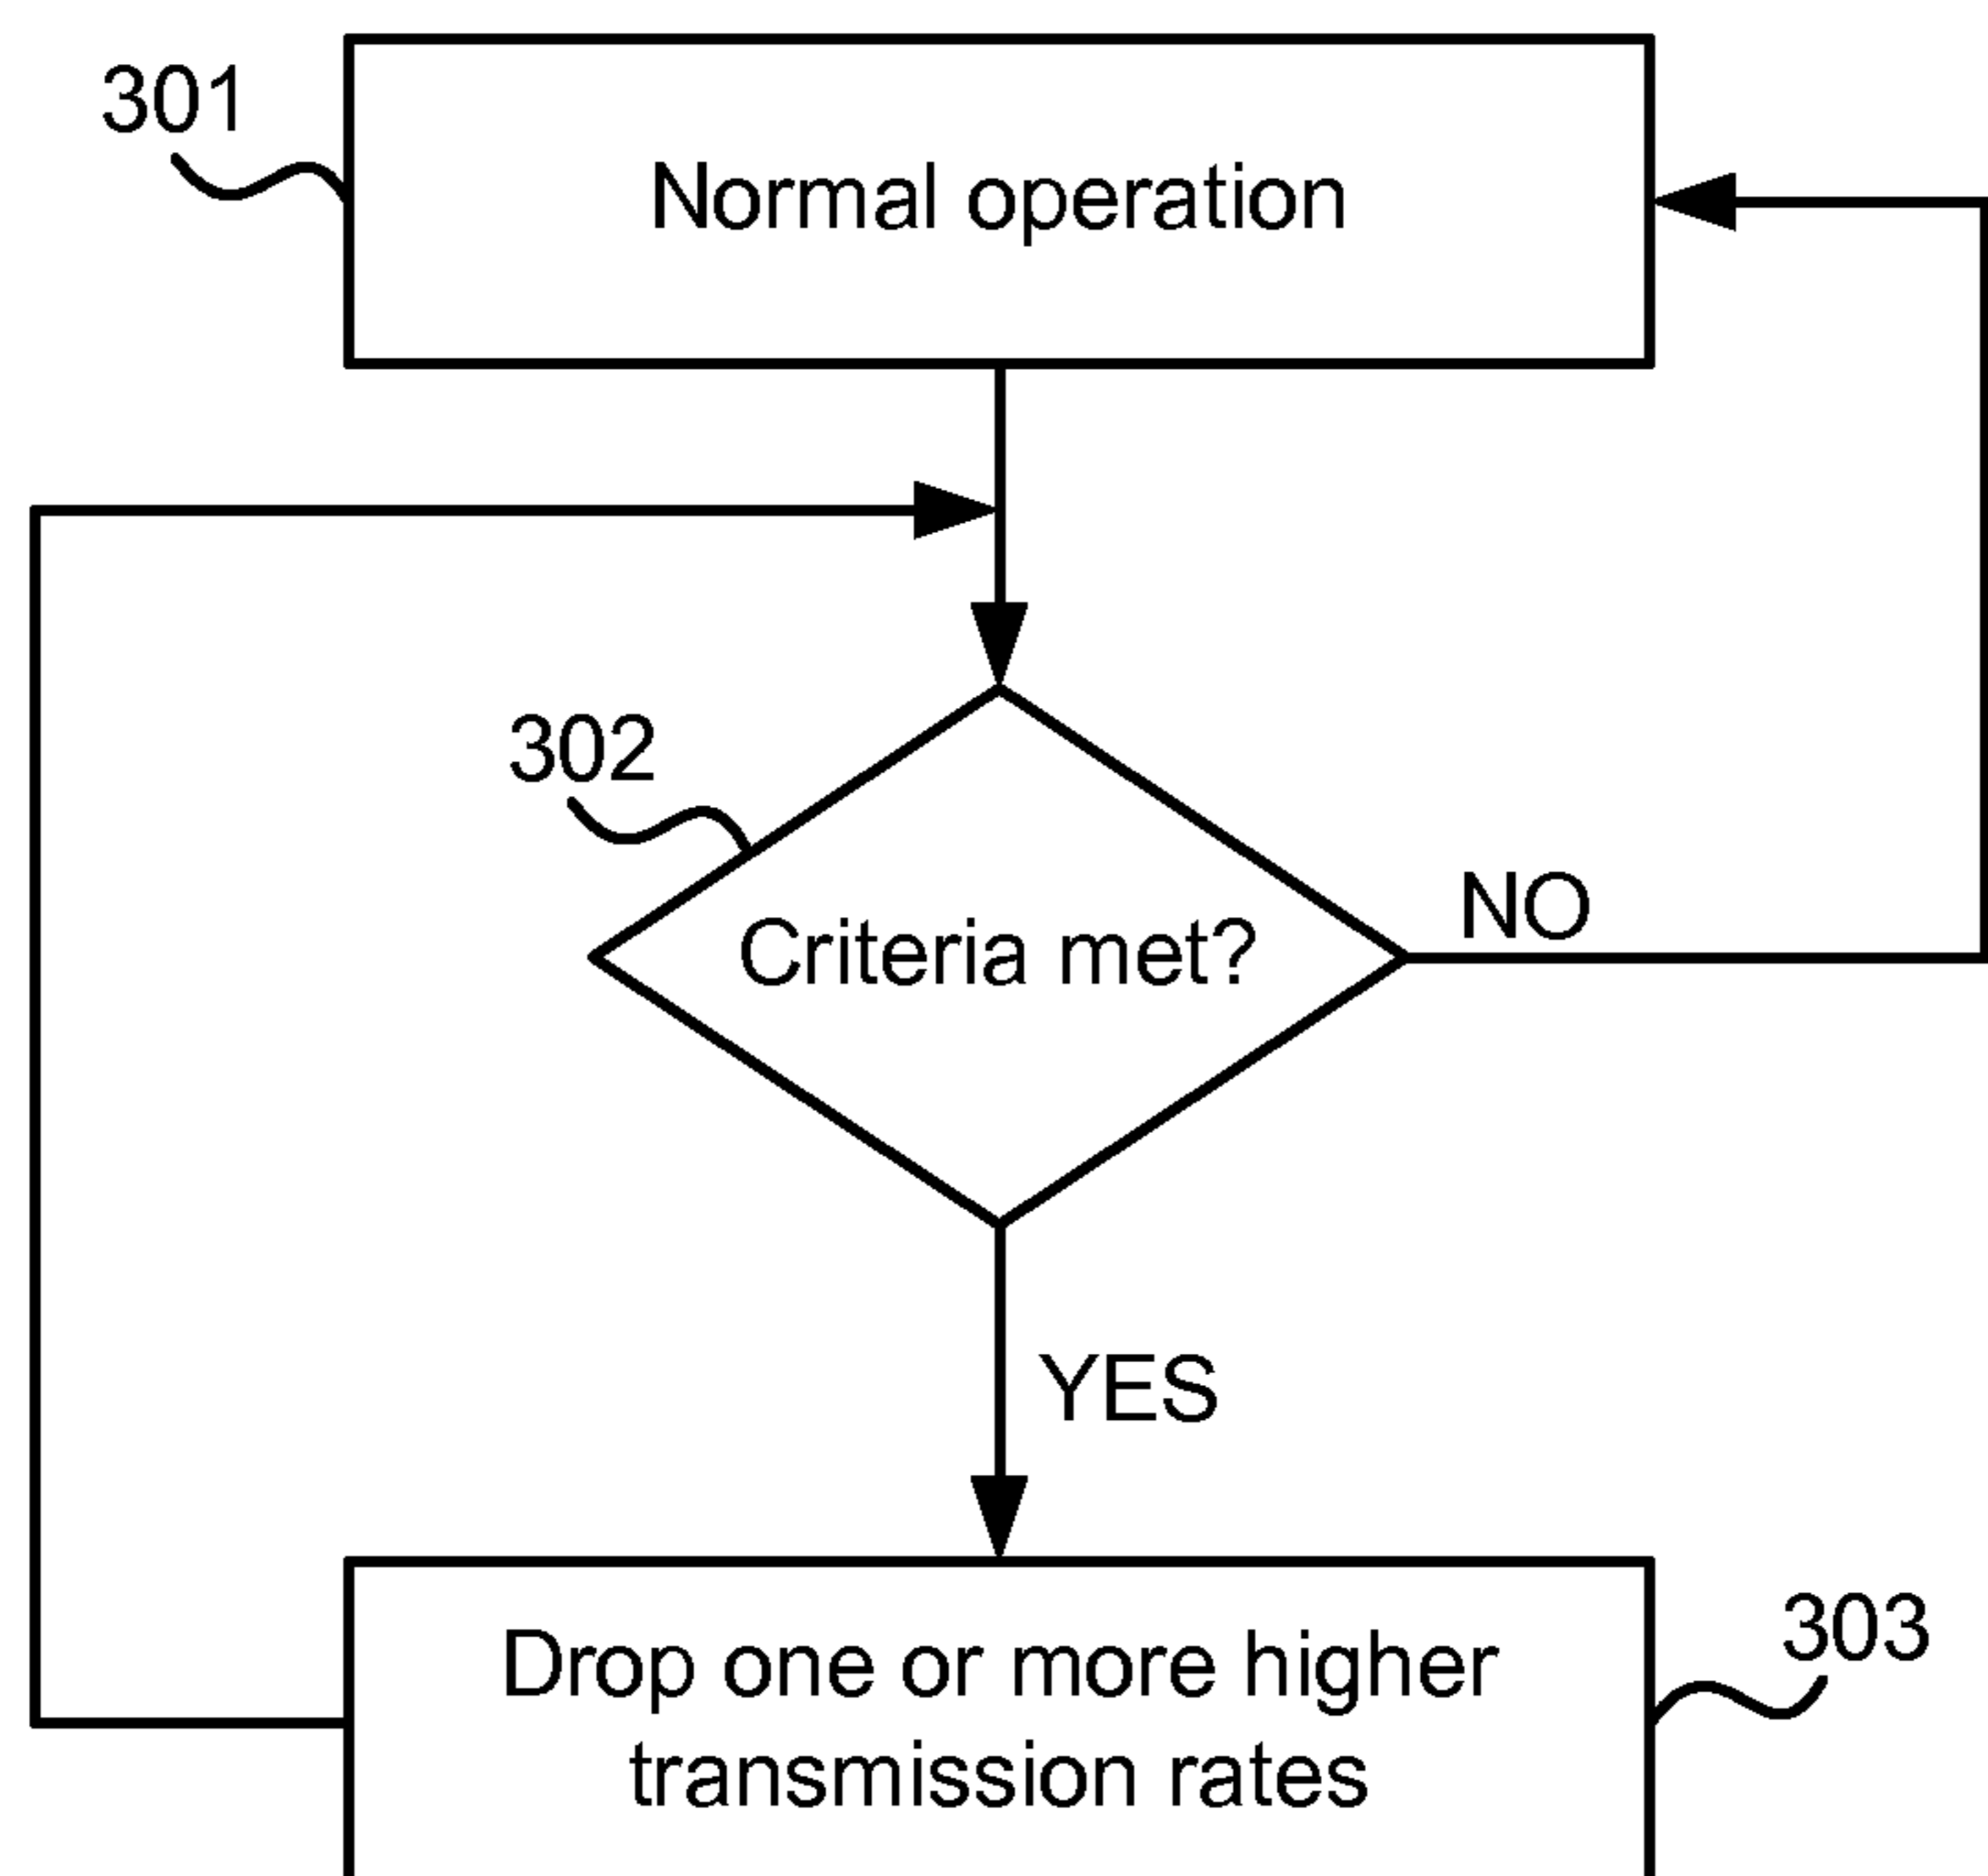 301
Normal operation
302
Criteria met?
NO
YES
303
Drop one or more higher
transmission rates